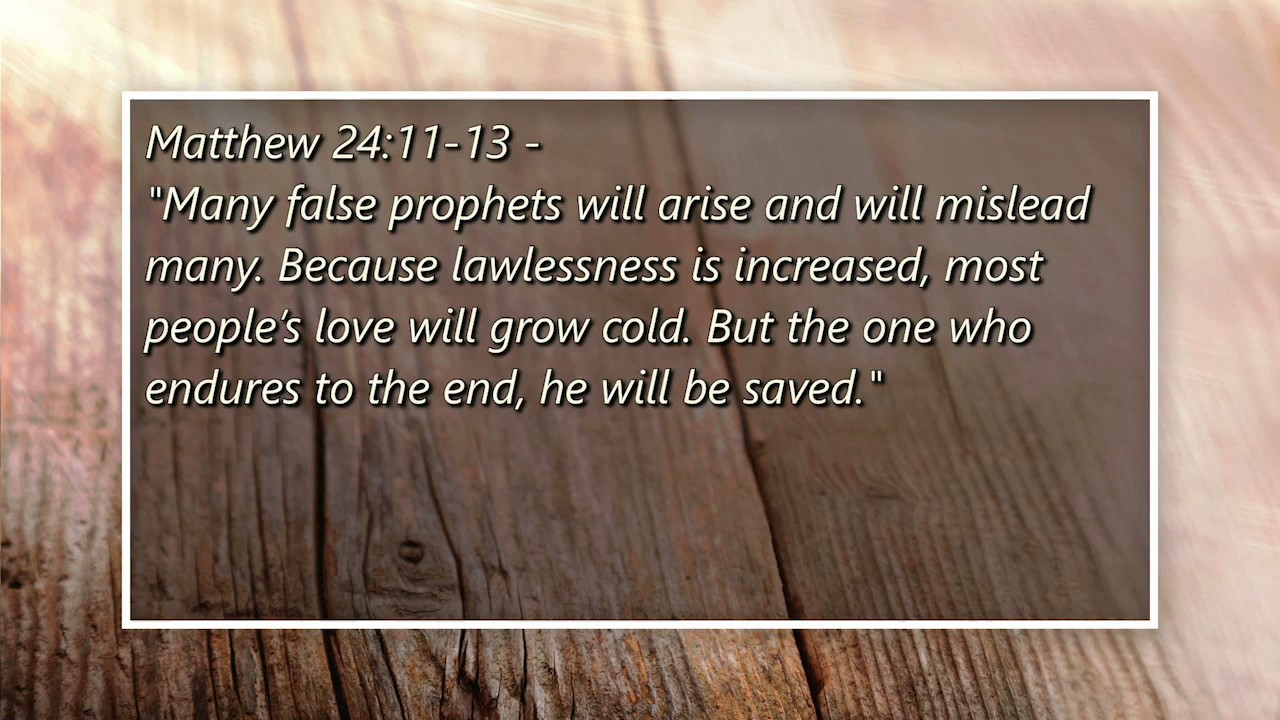 Matthew 24:11-13 -
"Many false prophets will arise and will mislead
many. Because lawlessness is increased, most
people's love will grow cold. But the one who
endures to the end, he will be saved."